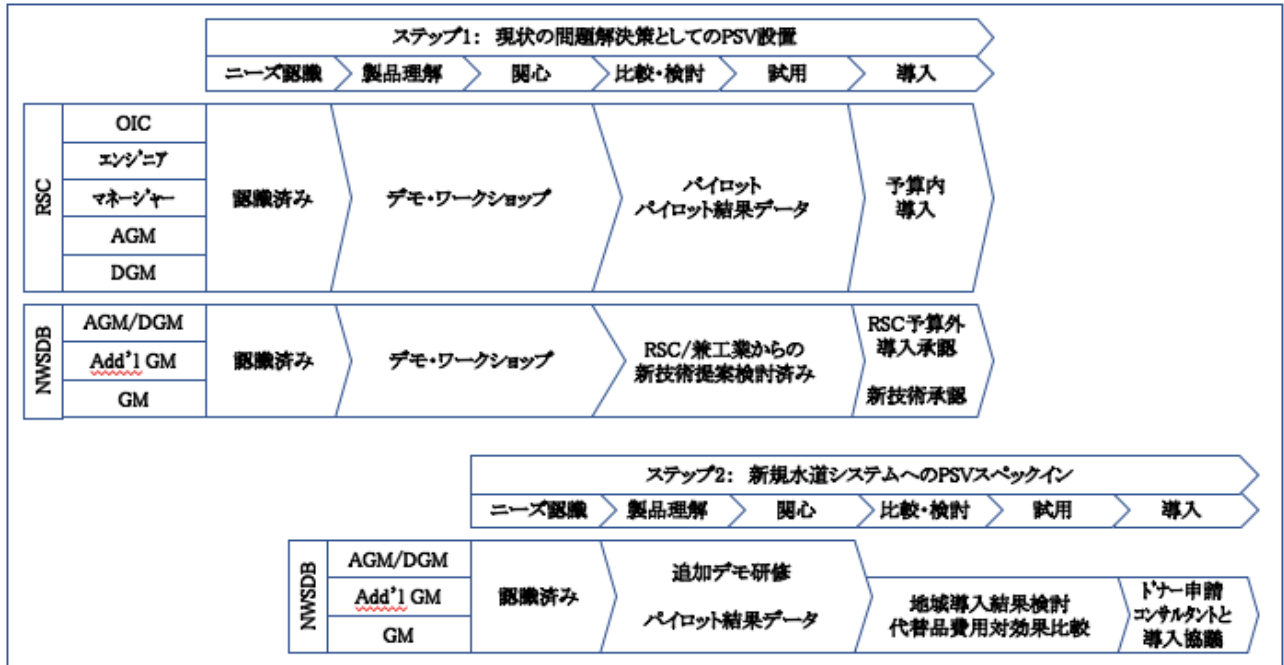 ステップ1: 現状の問題解決策としてのPSV設置
ニーズ認識 製品理解 関心 比較・検討 試用 導入
RSC
OIC
エンジニア
マネージャー
AGM
DGM
認識済み
デモ・ワークショップ
パイロット
パイロット結果データ
予算内
導入
NWSDB
AGM/DGM
Add'l GM
GM
認識済み
デモ・ワークショップ
RSC/兼工業からの
新技術提案検討済み
RSC予算外
導入承認
新技術承認
ステップ2: 新規水道システムへのPSVスペックイン
ニーズ認識 製品理解 関心 比較・検討 試用 導入
NWSDB
AGM/DGM
Add'l GM
GM
認識済み
追加デモ研修
パイロット結果データ
地域導入結果検討
代替品費用対効果比較
ドナー申請
コンサルタントと
導入協議